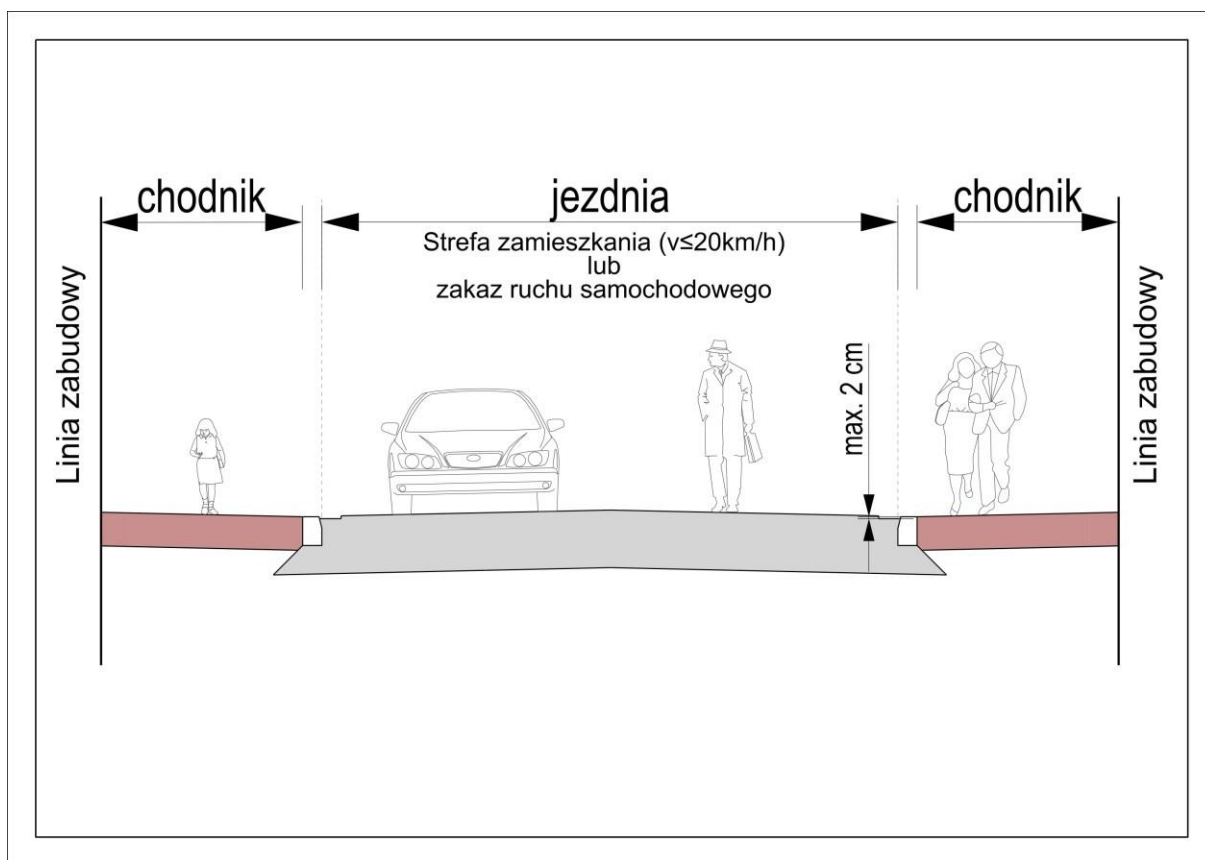 chodnik
jezdnia
chodnik
Strefa zamieszkania (v≤20km/h)
lub
zakaz ruchu samochodowego
Linia zabudowy
max. 2 cm
Linia zabudowy